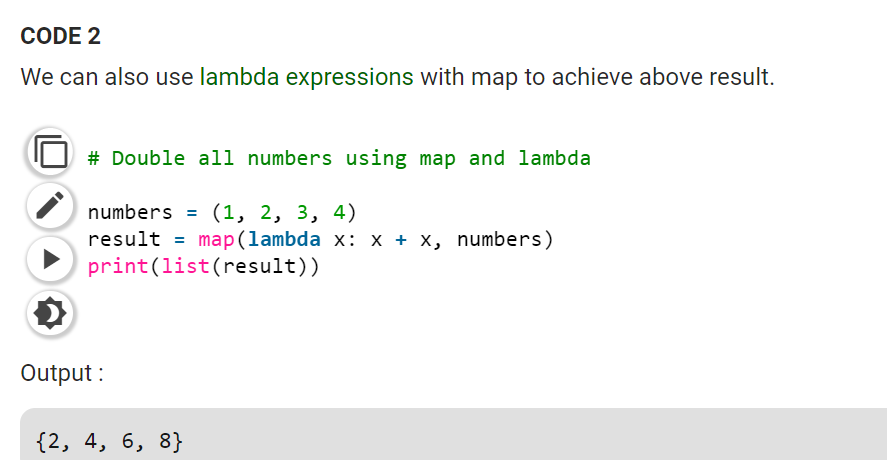 CODE 2
We can also use lambda expressions with map to achieve above result.
# Double all numbers using map and lambda
numbers = (1, 2, 3, 4)
result = map(lambda x: x + x, numbers)
print(list(result))
Output :
{2, 4, 6, 8}